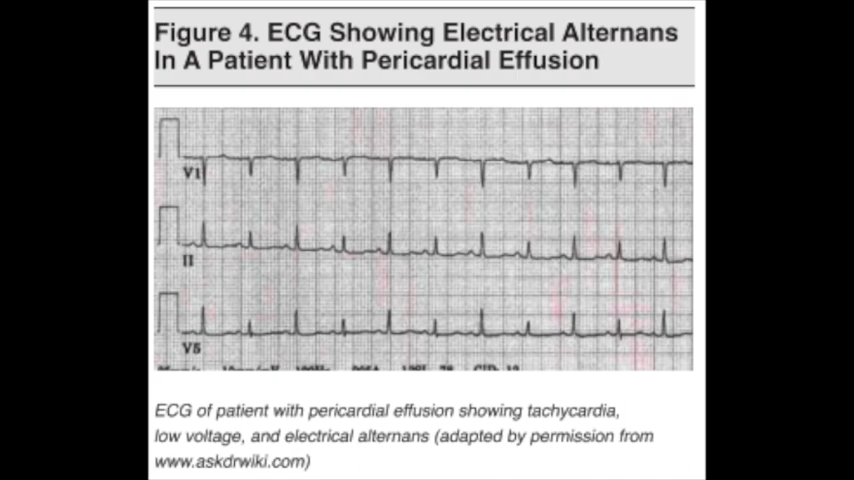 Figure 4. ECG Showing Electrical Alternans
In A Patient With Pericardial Effusion
V1
II
V5
ECG of patient with pericardial effusion showing tachycardia,
low voltage, and electrical alternans (adapted by permission from
www.askdrwiki.com)